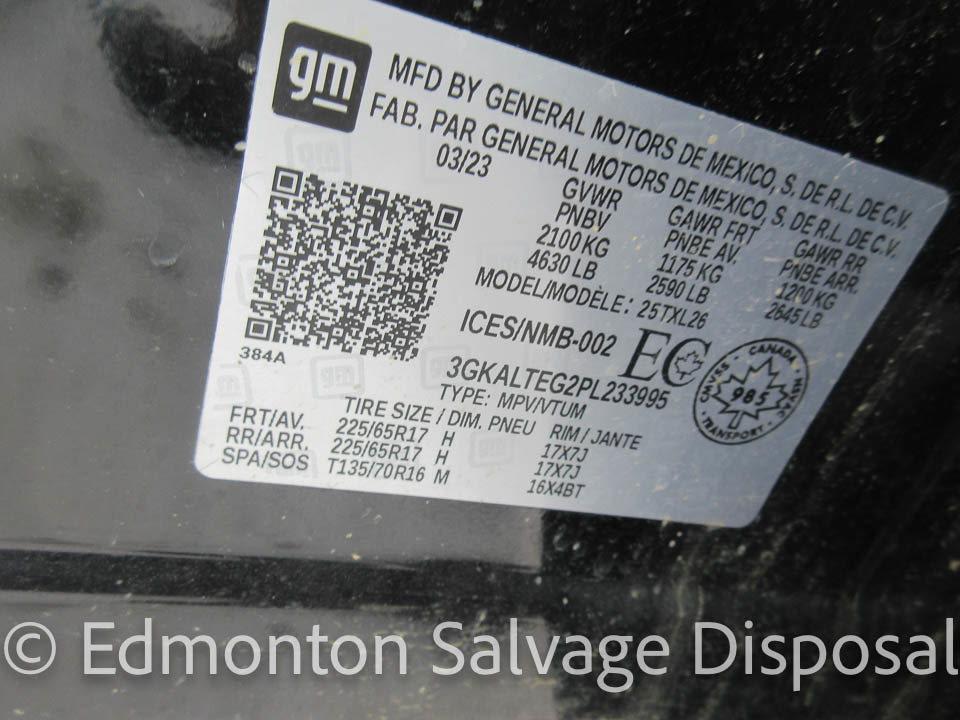 gm
MFD BY GENERAL MOTORS DE MEXICO, S. DE R.L. DE C.V.
FAB. PAR GENERAL MOTORS DE MEXICO, S. DE R.L. DE C.V.
03/23 GVWR GAWR FRT GAWR RR
PNBV PNBE AV. PNBE ARR.
2100 KG 1175 KG 1200 KG
4630 LB 2590 LB 2645 LB
MODEL/MODÈLE: 25TXL26
ICES/NMB-002 EC
384A
3GKALTEG2PL233995
TYPE: MPV/VTUM
CANADA
CMVSS 985 NSVAC
TRANSPORT
TIRE SIZE / DIM. PNEU RIM / JANTE
FRT/AV. 225/65R17 H 17X7J
RR/ARR. 225/65R17 H 17X7J
SPA/SOS T135/70R16 M 16X4BT
© Edmonton Salvage Disposal